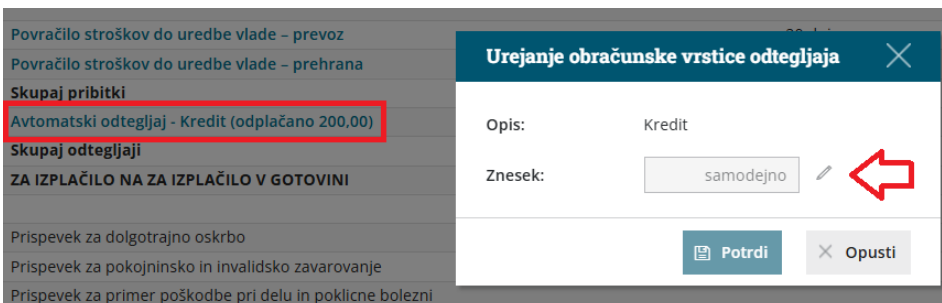 Povračilo stroškov do uredbe vlade – prevoz
Povračilo stroškov do uredbe vlade – prehrana
Skupaj pribitki
Avtomatski odtegljaj - Kredit (odplačano 200,00)
Skupaj odtegljaji
ZA IZPLAČILO NA ZA IZPLAČILO V GOTOVINI
Prispevek za dolgotrajno oskrbo
Prispevek za pokojninsko in invalidsko zavarovanje
Prispevek za primer poškodbe pri delu in poklicne bolezni
Urejanje obračunske vrstice odtegljaja
Opis: Kredit
Znesek: samodejno
Potrdi Opusti